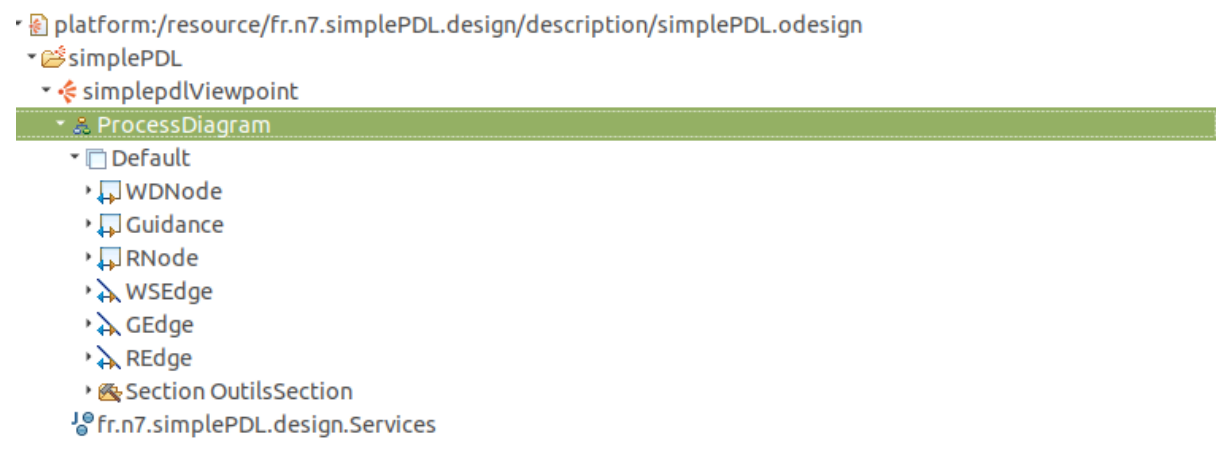 platform:/resource/fr.n7.simplePDL.design/description/simplePDL.odesign
simplePDL
simplepdlViewpoint
ProcessDiagram
Default
WDNode
Guidance
RNode
WSEdge
GEdge
REdge
Section OutilsSection
fr.n7.simplePDL.design.Services